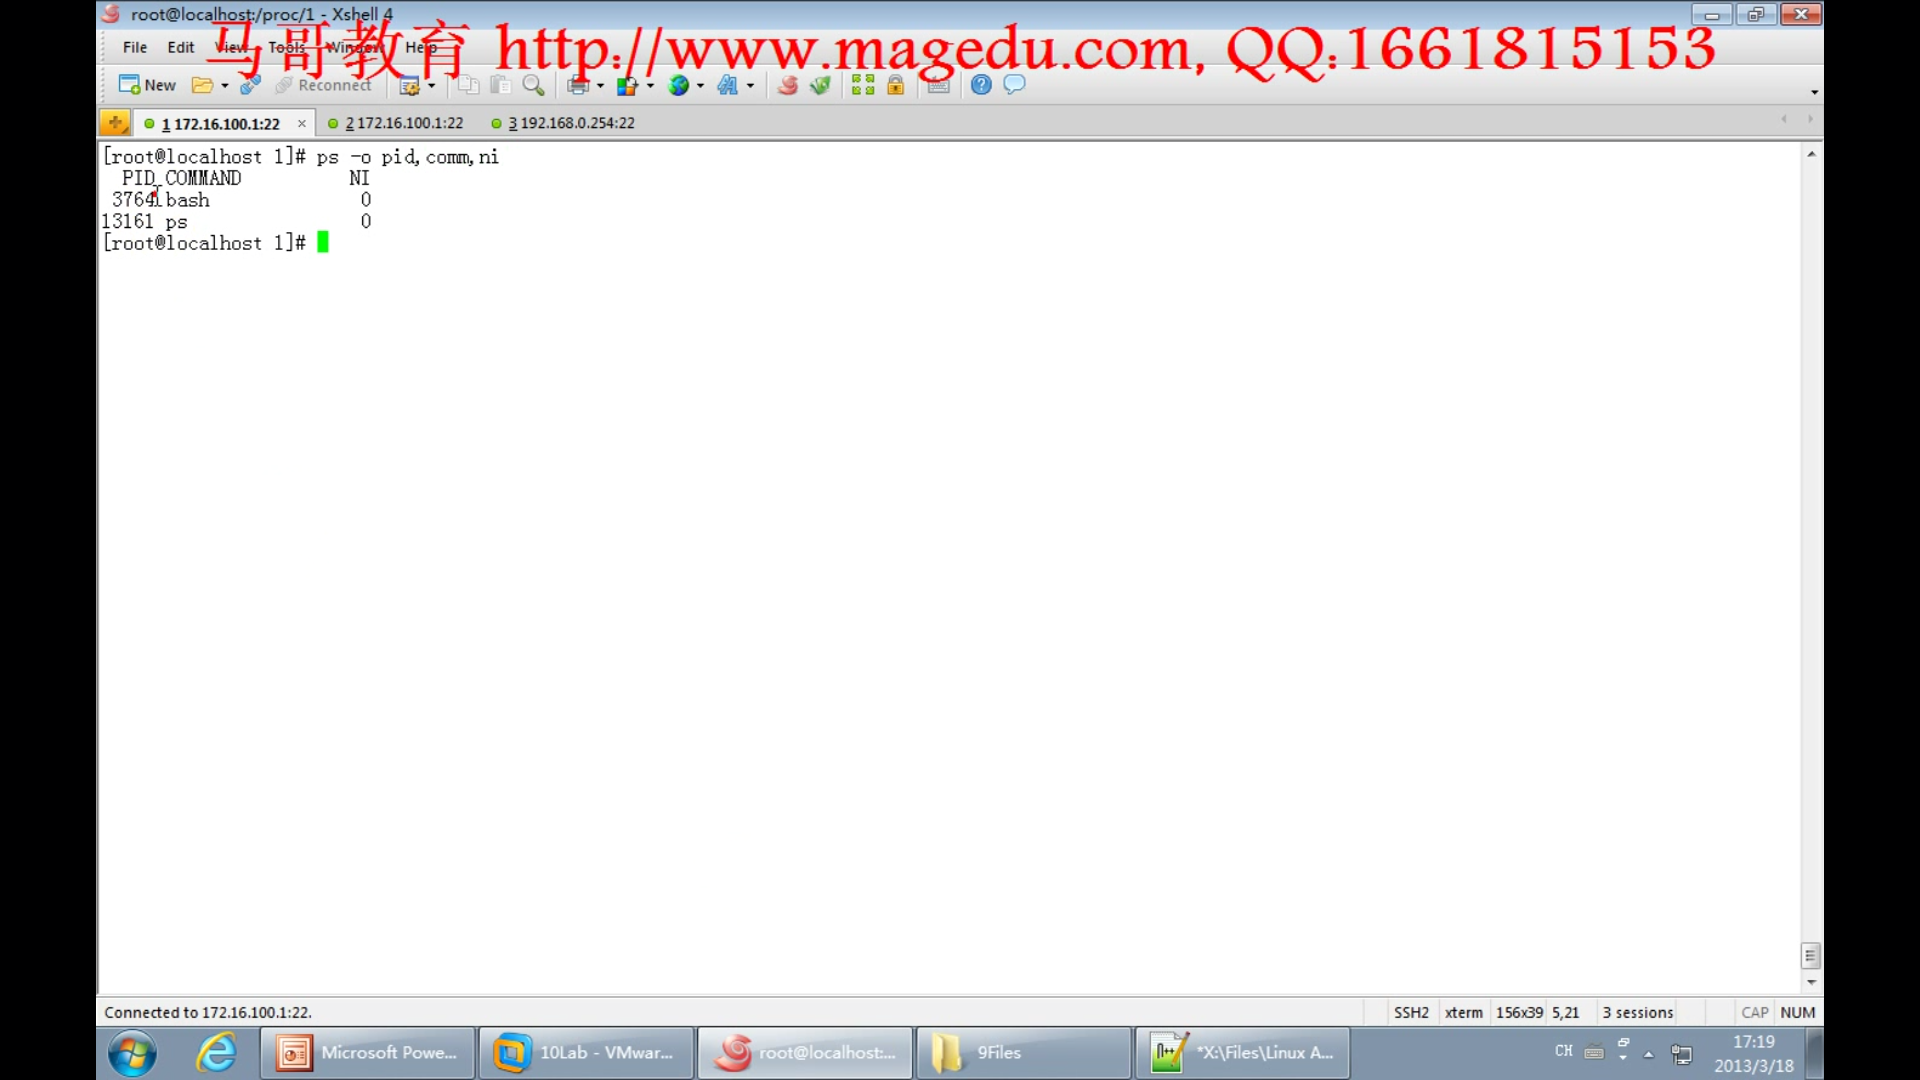 root@localhost:/proc/1 - Xshell 4
马哥教育 http://www.magedu.com, QQ:1661815153
File Edit View Tools Window Help
New Reconnect
1 172.16.100.1:22 2 172.16.100.1:22 3 192.168.0.254:22
[root@localhost 1]# ps -o pid,comm,ni
PID COMMAND NI
3764 bash 0
13161 ps 0
[root@localhost 1]#
Connected to 172.16.100.1:22. SSH2 xterm 156x39 5,21 3 sessions CAP NUM
Microsoft Powe... 10Lab - VMwar... root@localhost:... 9Files *X:\Files\Linux A... CH 17:19
2013/3/18